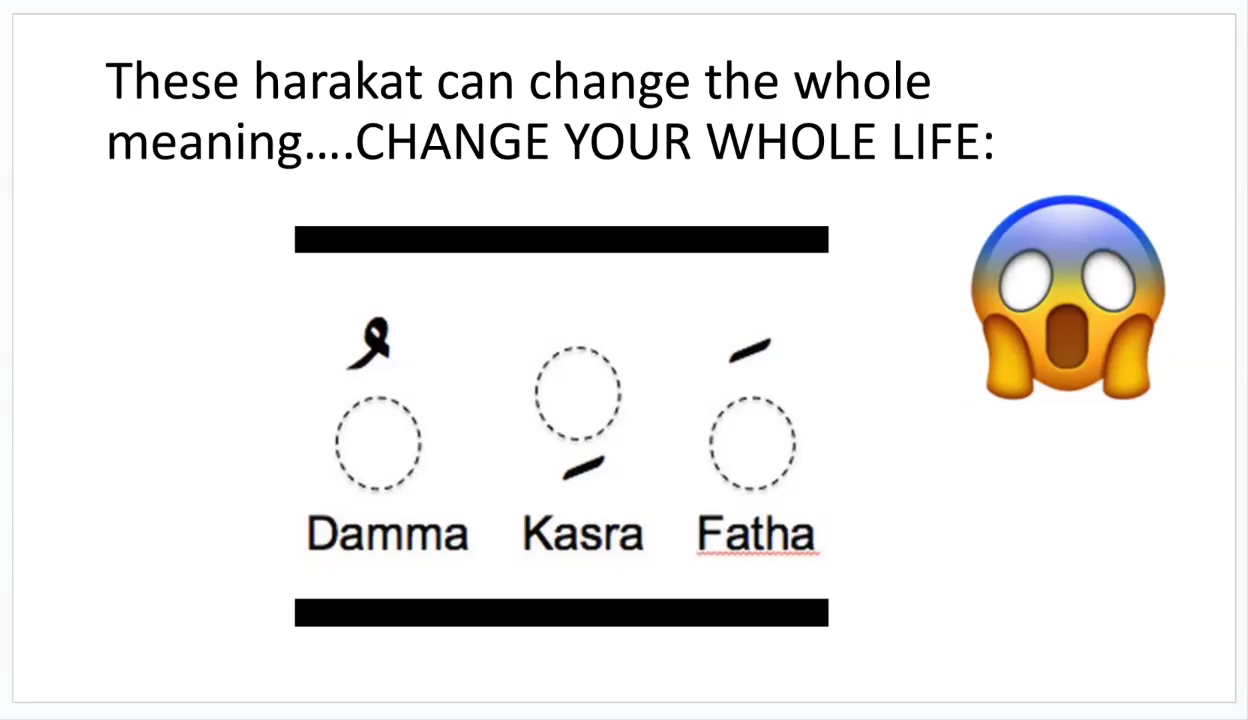 These harakat can change the whole
meaning....CHANGE YOUR WHOLE LIFE:
Damma Kasra Fatha